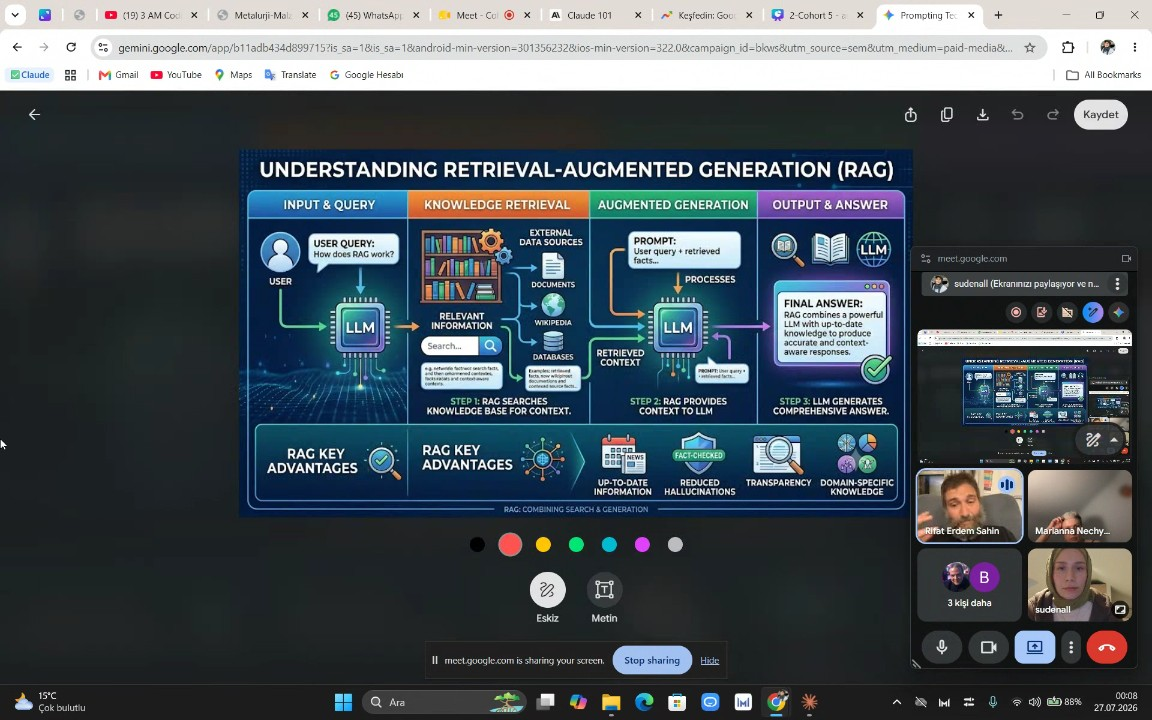 (19) 3 AM Cod
Metalurji-Mal
(45) WhatsApp
Meet - Co
Claude 101
Keşfedin: Goo
2-Cohort 5 - a
Prompting Tec
gemini.google.com/app/b11adb434d899715?is_sa=1&is_sa=1&android-min-version=301356232&ios-min-version=322.0&campaign_id=bkws&utm_source=sem&utm_medium=paid-media&...
Claude
Gmail
YouTube
Maps
Translate
Google Hesabı
All Bookmarks
Kaydet
UNDERSTANDING RETRIEVAL-AUGMENTED GENERATION (RAG)
INPUT & QUERY
USER QUERY:
How does RAG work?
USER
LLM
KNOWLEDGE RETRIEVAL
EXTERNAL
DATA SOURCES
DOCUMENTS
WIKIPEDIA
DATABASES
RELEVANT
INFORMATION
Search...
STEP 1: RAG SEARCHES
KNOWLEDGE BASE FOR CONTEXT.
AUGMENTED GENERATION
PROMPT:
User query + retrieved
facts...
PROCESSES
LLM
RETRIEVED
CONTEXT
PROMPT: User query +
+ retrieved facts...
STEP 2: RAG PROVIDES
CONTEXT TO LLM
OUTPUT & ANSWER
LLM
FINAL ANSWER:
RAG combines a powerful
LLM with up-to-date
knowledge to produce
accurate and context-
aware responses.
STEP 3: LLM GENERATES
COMPREHENSIVE ANSWER.
RAG KEY
ADVANTAGES
RAG KEY
ADVANTAGES
NEWS
UP-TO-DATE
INFORMATION
FACT-CHECKED
REDUCED
HALLUCINATIONS
TRANSPARENCY
DOMAIN-SPECIFIC
KNOWLEDGE
RAG: COMBINING SEARCH & GENERATION
Eskiz
Metin
meet.google.com is sharing your screen.
Stop sharing
Hide
meet.google.com
sudenall (Ekranınızı paylaşıyor ve n...
Rifat Erdem Sahin
Marianna Nechy...
B
3 kişi daha
sudenall
15°C
Çok bulutlu
Ara
88%
00:08
27.07.2026